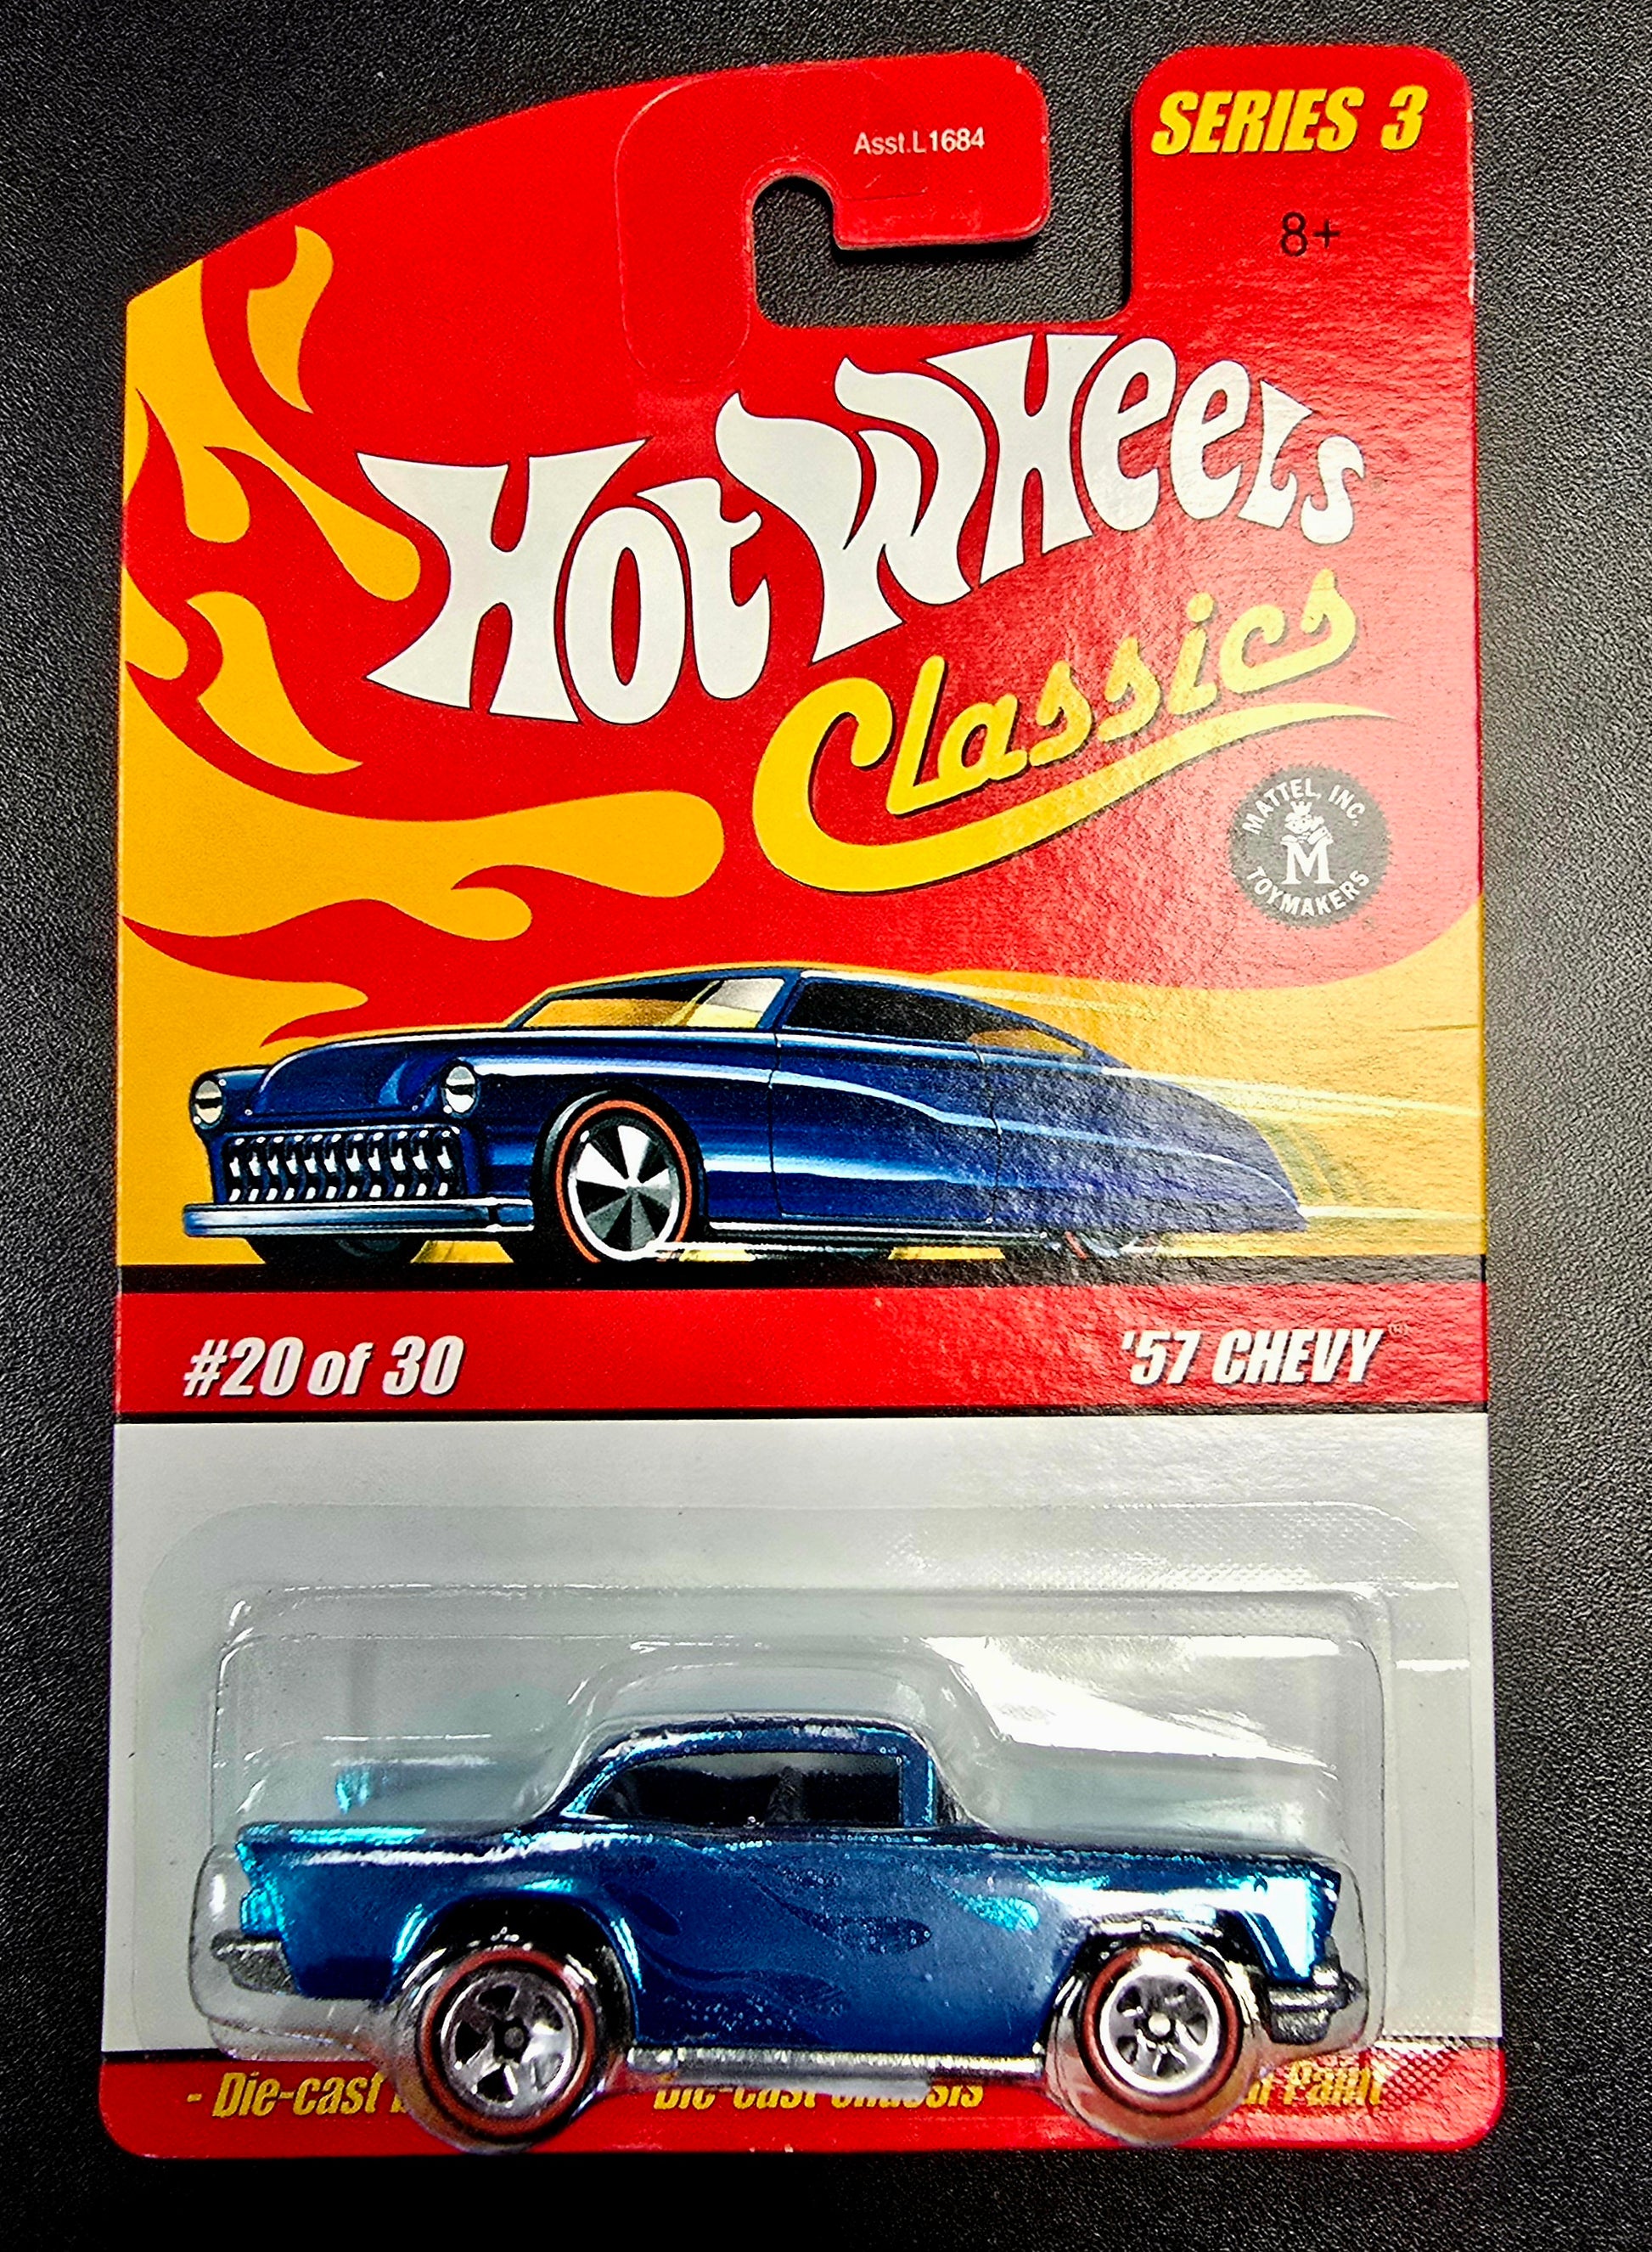 Asst.L1684
SERIES 3
8+
Hot Wheels
Classics
MATTEL, INC.
M
TOYMAKERS
#20 of 30
'57 CHEVY
- Die-cast
Die-cast chassis
Paint